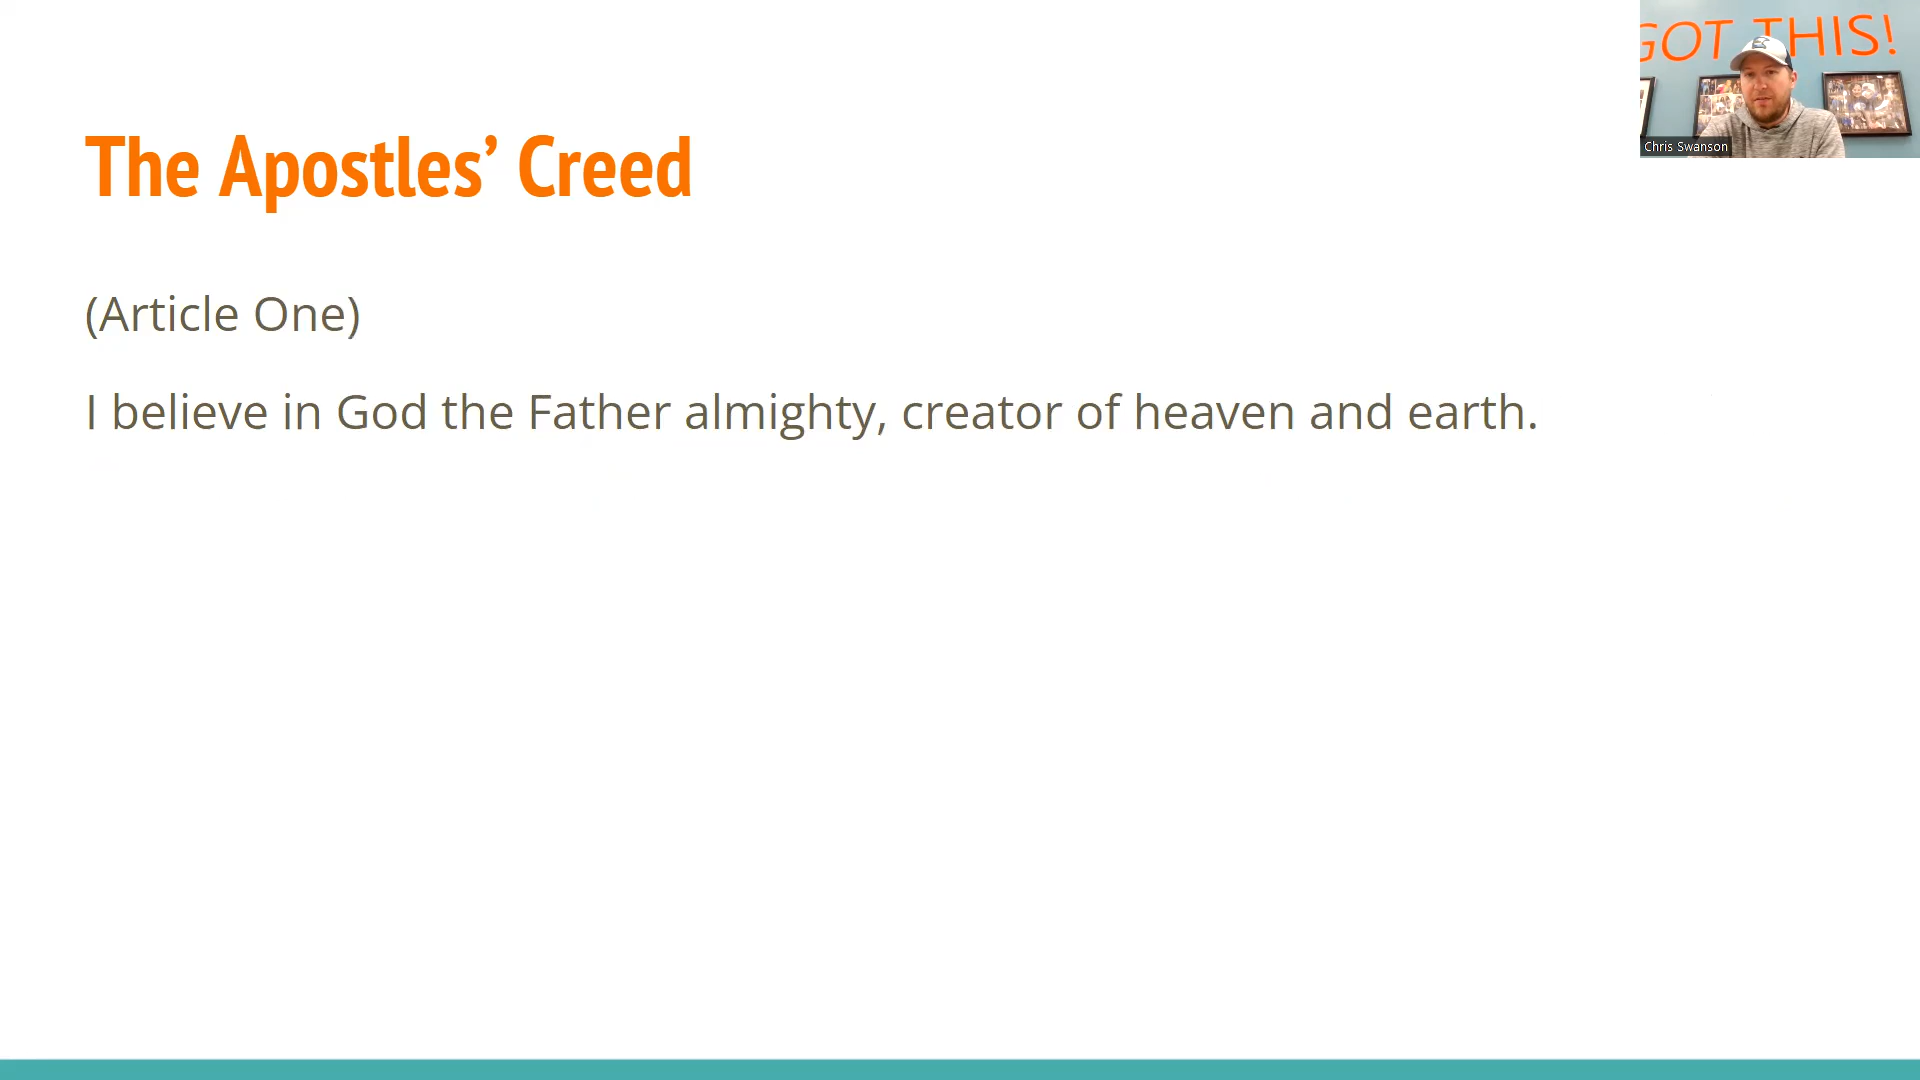 GOT THIS!
Chris Swanson
The Apostles’ Creed
(Article One)
I believe in God the Father almighty, creator of heaven and earth.